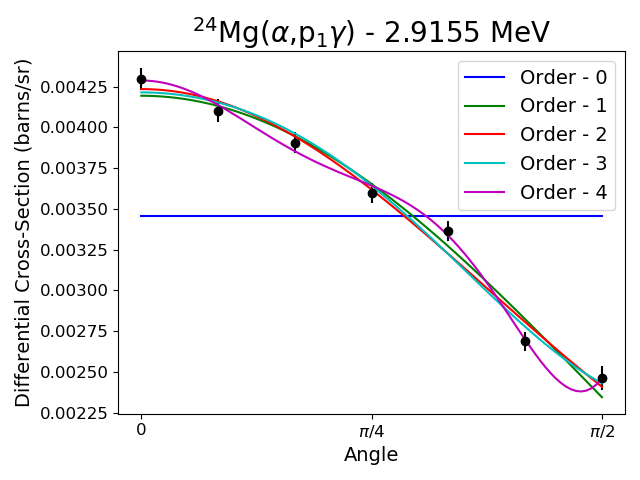 ²⁴Mg(α,p₁γ) - 2.9155 MeV
Differential Cross-Section (barns/sr)
0.00425
0.00400
0.00375
0.00350
0.00325
0.00300
0.00275
0.00250
0.00225
Order - 0
Order - 1
Order - 2
Order - 3
Order - 4
0 π/4 π/2
Angle